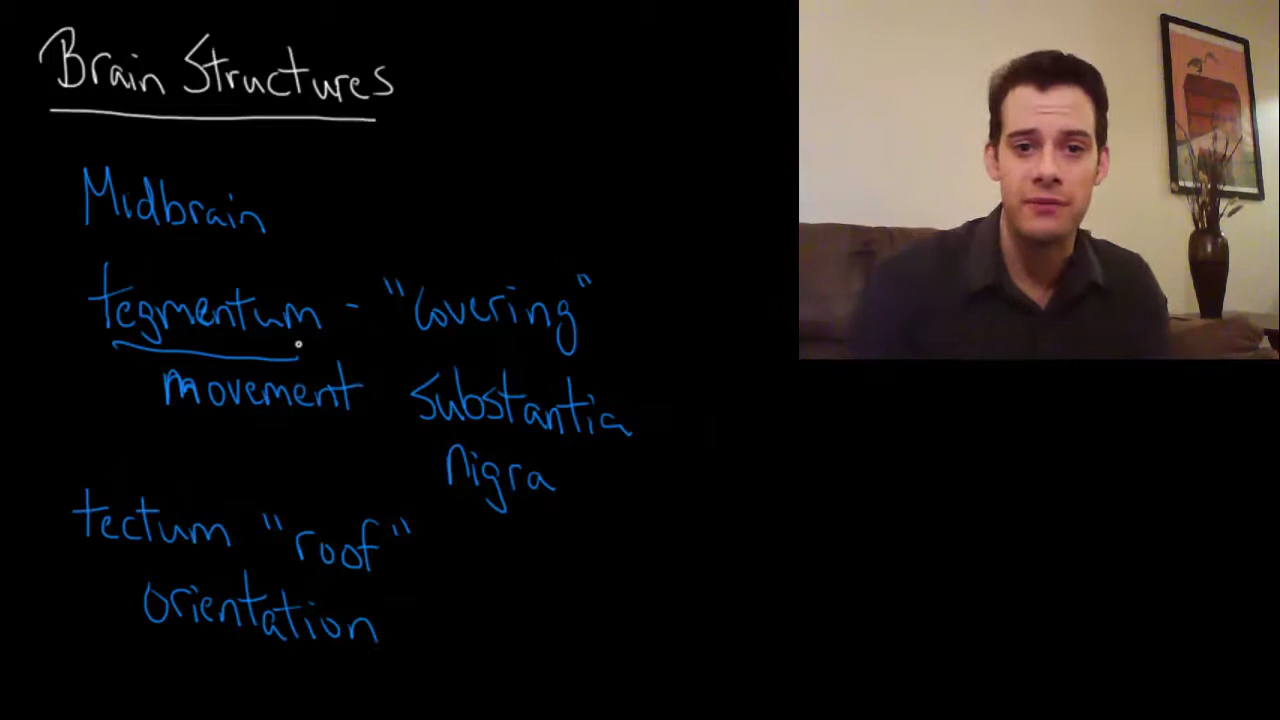 Brain Structures
Midbrain
tegmentum - "covering"
movement substantia
nigra
tectum "roof"
orientation